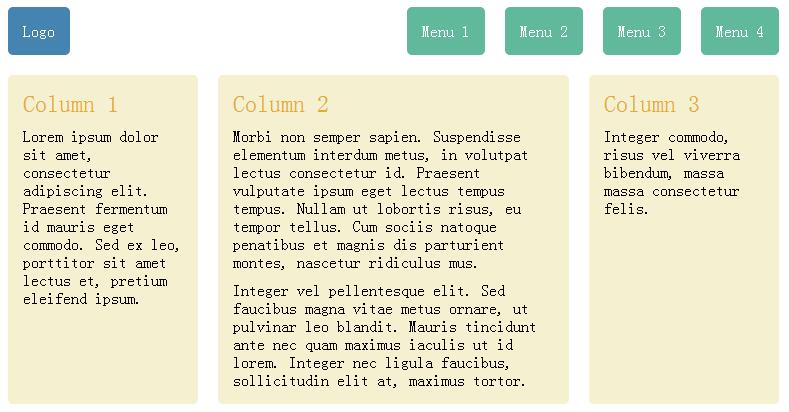 Logo
Menu 1
Menu 2
Menu 3
Menu 4
Column 1
Lorem ipsum dolor
sit amet,
consectetur
adipiscing elit.
Praesent fermentum
id mauris eget
commodo. Sed ex leo,
porttitor sit amet
lectus et, pretium
eleifend ipsum.
Column 2
Morbi non semper sapien. Suspendisse
elementum interdum metus, in volutpat
lectus consectetur id. Praesent
vulputate ipsum eget lectus tempus
tempus. Nullam ut lobortis risus, eu
tempor tellus. Cum sociis natoque
penatibus et magnis dis parturient
montes, nascetur ridiculus mus.
Integer vel pellentesque elit. Sed
faucibus magna vitae metus ornare, ut
pulvinar leo blandit. Mauris tincidunt
ante nec quam maximus iaculis ut id
lorem. Integer nec ligula faucibus,
sollicitudin elit at, maximus tortor.
Column 3
Integer commodo,
risus vel viverra
bibendum, massa
massa consectetur
felis.